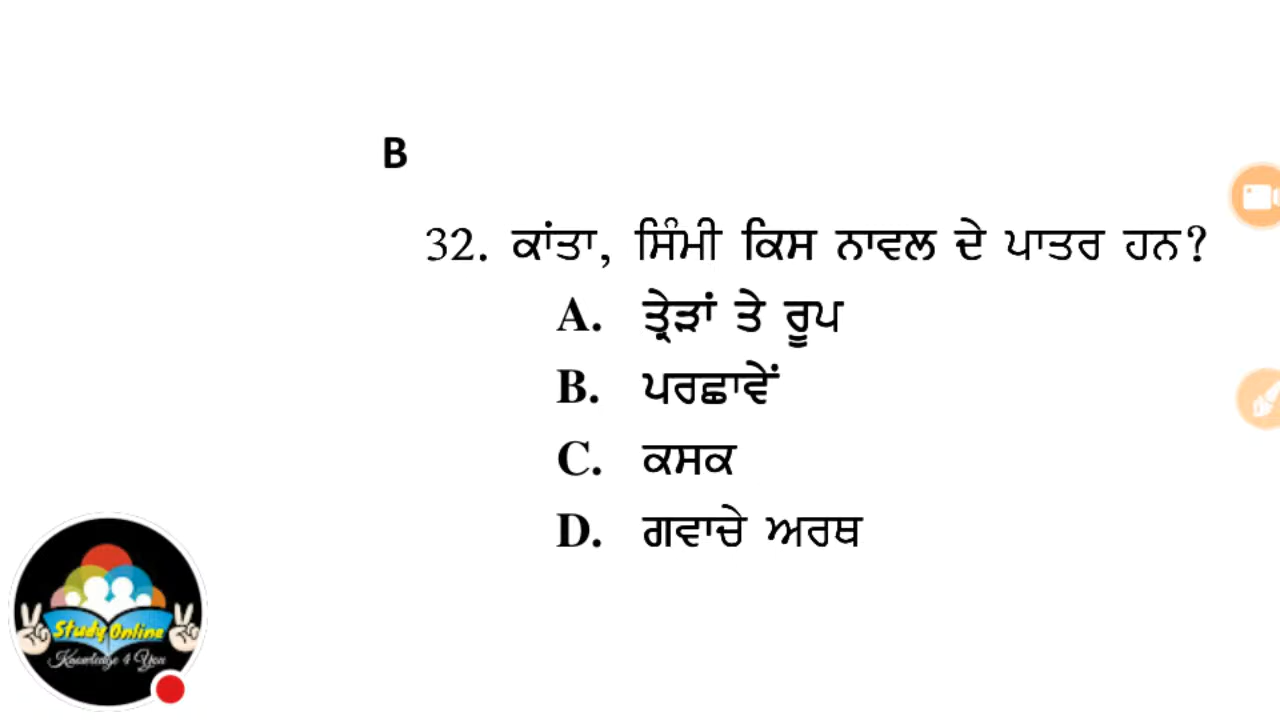 B
32. ਕਾਂਤਾ, ਸਿੰਮੀ ਕਿਸ ਨਾਵਲ ਦੇ ਪਾਤਰ ਹਨ?
A. ਤ੍ਰੇੜਾਂ ਤੇ ਰੂਪ
B. ਪਰਛਾਵੇਂ
C. ਕਸਕ
D. ਗਵਾਚੇ ਅਰਥ
Study Online
Knowledge 4 You